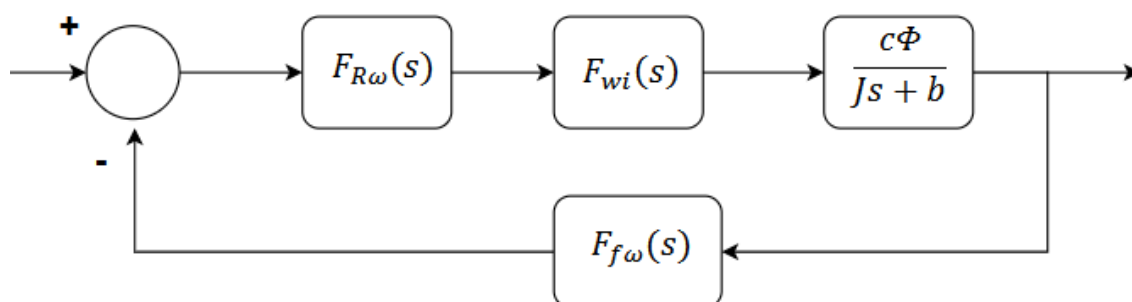 +
F_{Rω}(s)
F_{wi}(s)
cΦ
Js + b
-
F_{fω}(s)